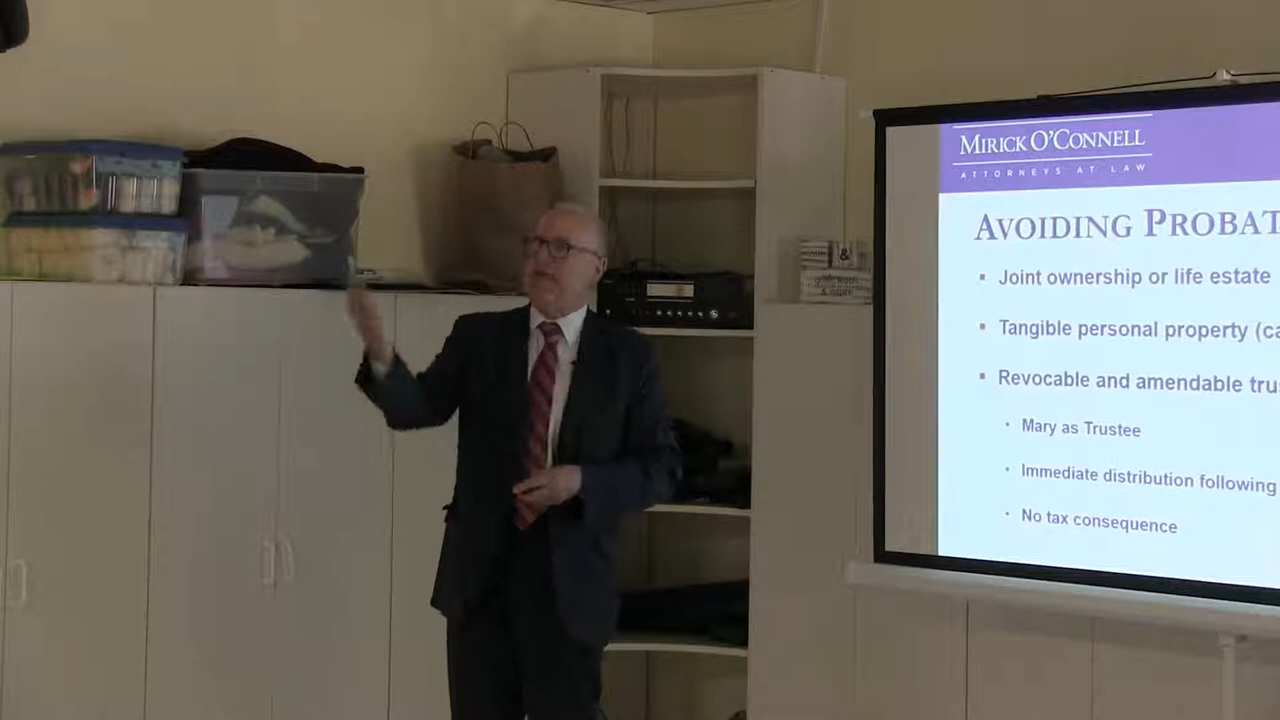 MIRICK O'CONNELL
ATTORNEYS AT LAW
AVOIDING PROBAT
▪ Joint ownership or life estate
▪ Tangible personal property (ca
▪ Revocable and amendable trus
• Mary as Trustee
• Immediate distribution following
• No tax consequence
&